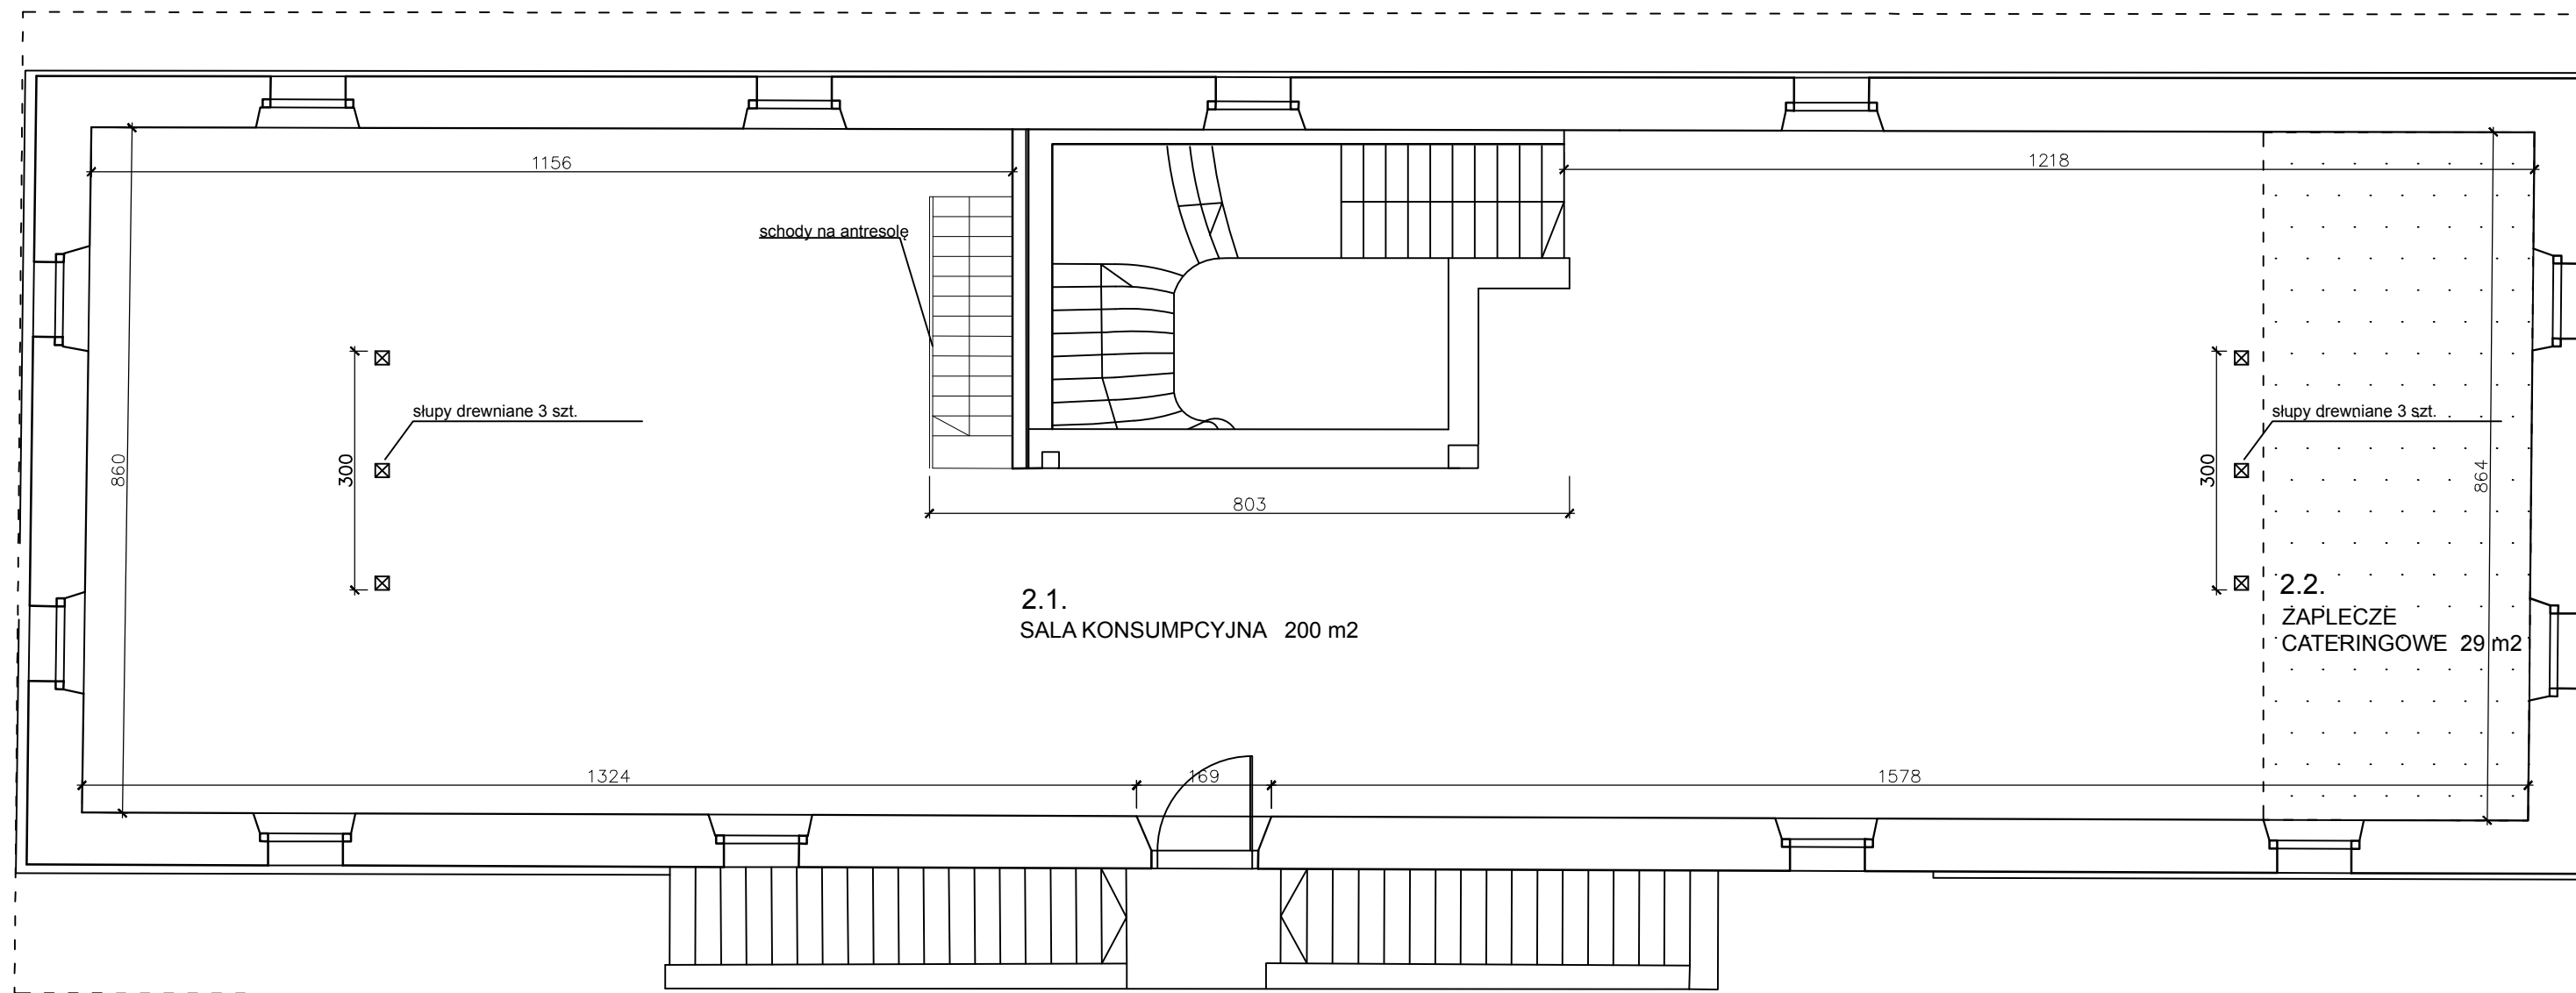 1156
1218
schody na antresolę
słupy drewniane 3 szt.
słupy drewniane 3 szt.
300
300
860
864
803
2.1.
SALA KONSUMPCYJNA 200 m2
2.2.
ZAPLECZE
CATERINGOWE 29 m2
1324
169
1578